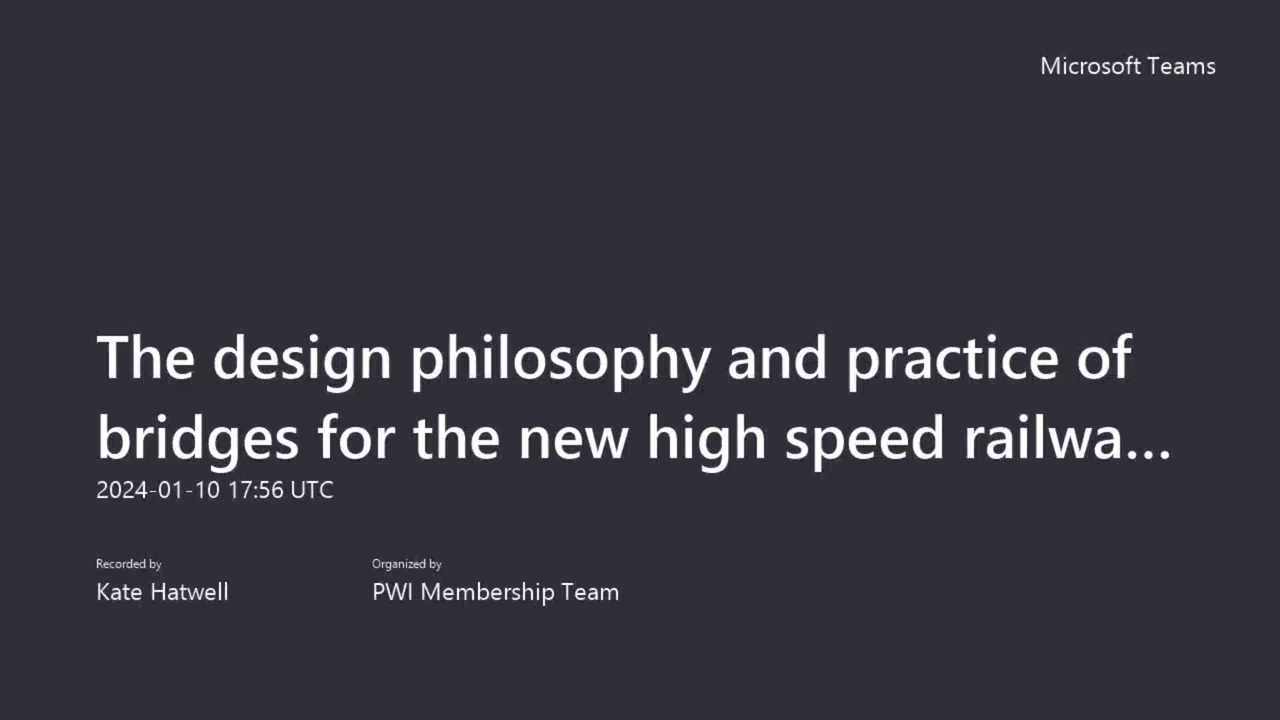 Microsoft Teams
The design philosophy and practice of
bridges for the new high speed railwa...
2024-01-10 17:56 UTC
Recorded by
Organized by
Kate Hatwell
PWI Membership Team